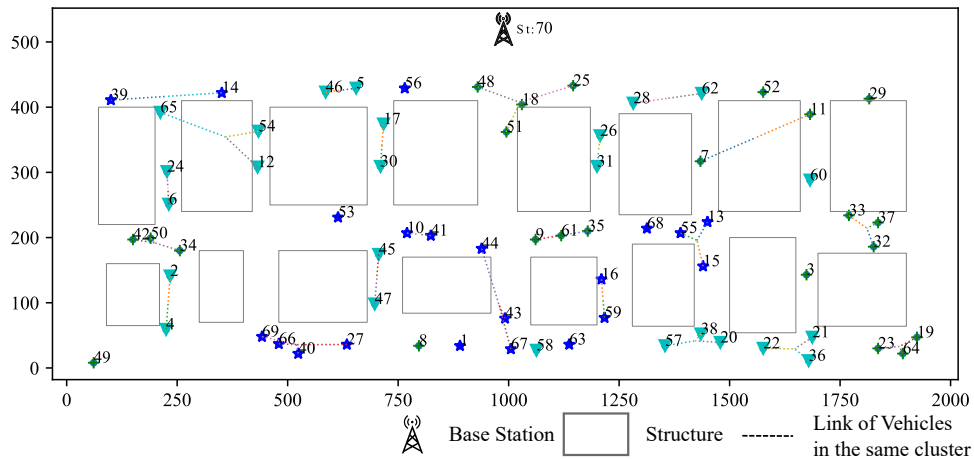 St:70
500
46 5 56 48 25 62 52
39 14 28 29
400
65 18 11
54 17 51 26
300
24 12 30 31 7 60
6
200
53 10 41 9 61 35 68 55 13 33 37
42 50 34 45 44 15 32
100
2 47 16 3
4 43 59 38 21 19
0
49 69 66 40 27 8 1 67 58 63 57 20 22 36 23 64
0 250 500 750 1000 1250 1500 1750 2000
Base Station Structure Link of Vehicles
in the same cluster